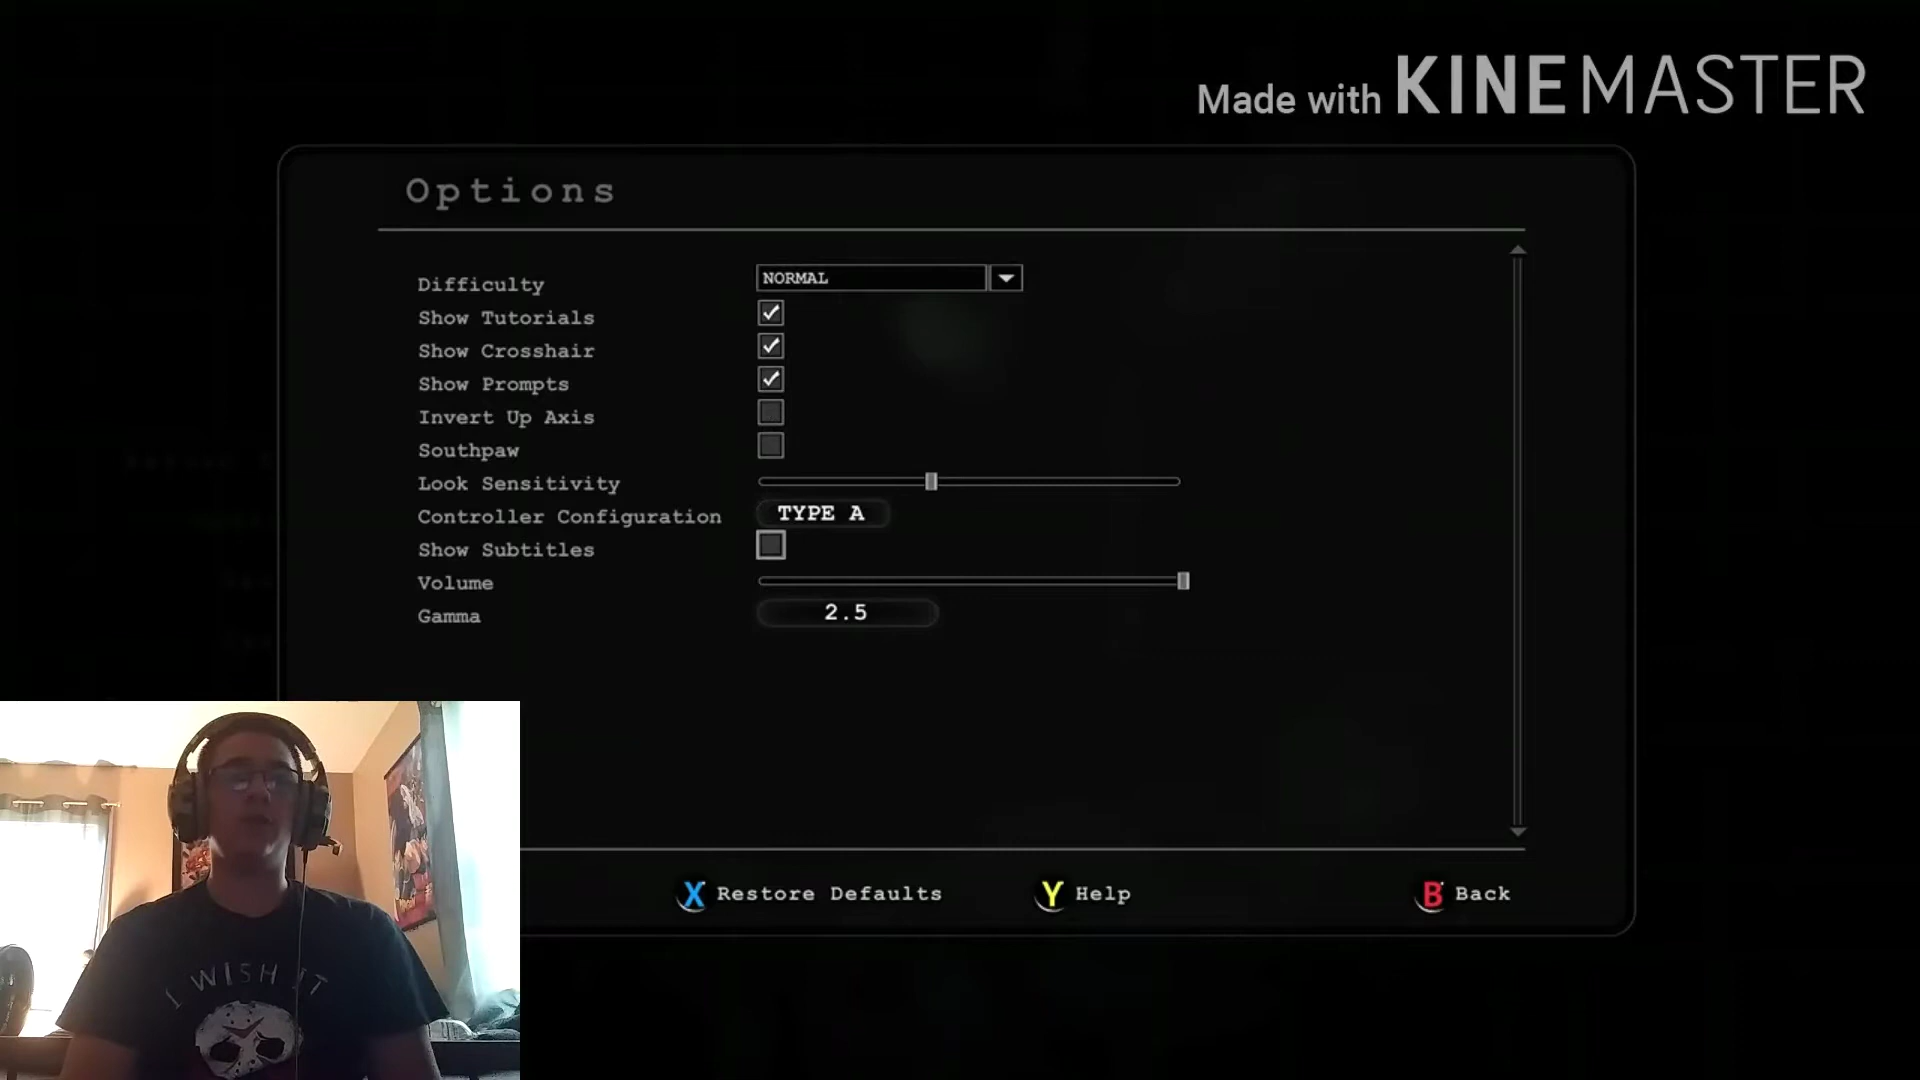 Made with KINEMASTER
Options
Difficulty NORMAL
Show Tutorials
Show Crosshair
Show Prompts
Invert Up Axis
Southpaw
Look Sensitivity
Controller Configuration TYPE A
Show Subtitles
Volume
Gamma 2.5
X Restore Defaults Y Help B Back
I WISH IT